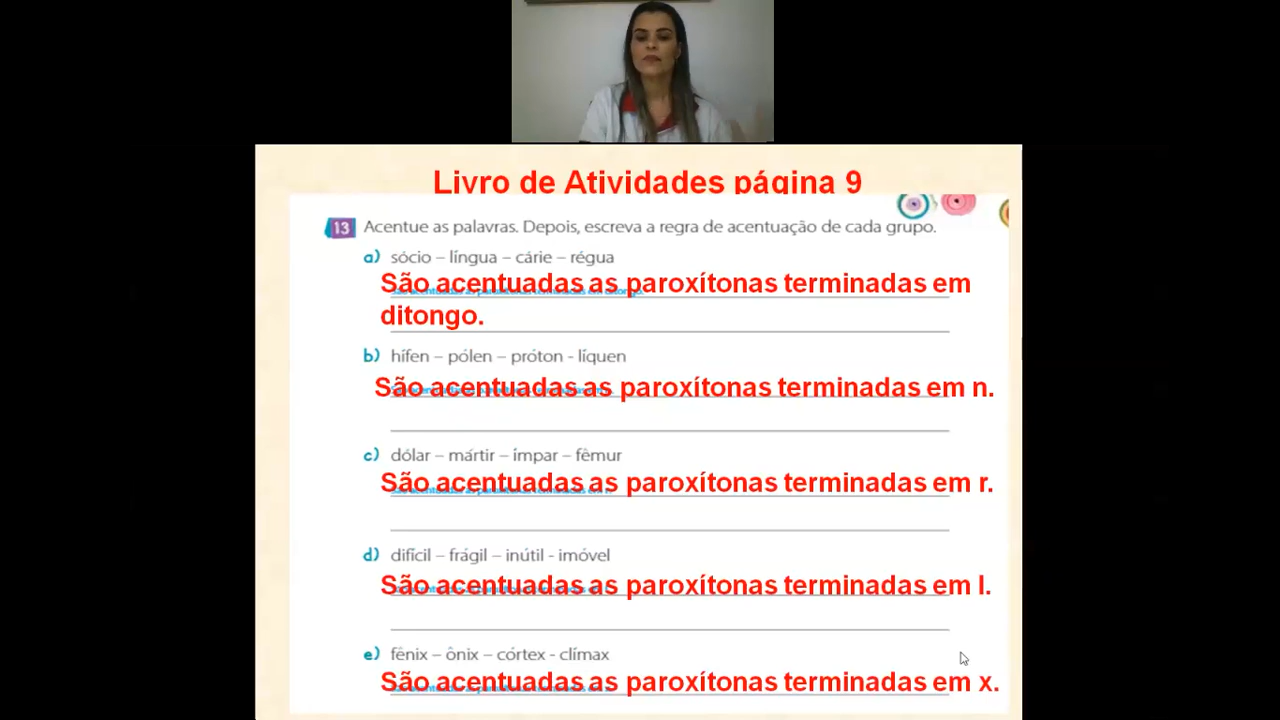 Livro de Atividades página 9
13 Acentue as palavras. Depois, escreva a regra de acentuação de cada grupo.
a) sócio – língua – cárie – régua
São acentuadas as paroxítonas terminadas em
ditongo.
b) hífen – pólen – próton - líquen
São acentuadas as paroxítonas terminadas em n.
c) dólar – mártir – ímpar – fêmur
São acentuadas as paroxítonas terminadas em r.
d) difícil – frágil – inútil - imóvel
São acentuadas as paroxítonas terminadas em l.
e) fênix – ônix – córtex - clímax
São acentuadas as paroxítonas terminadas em x.